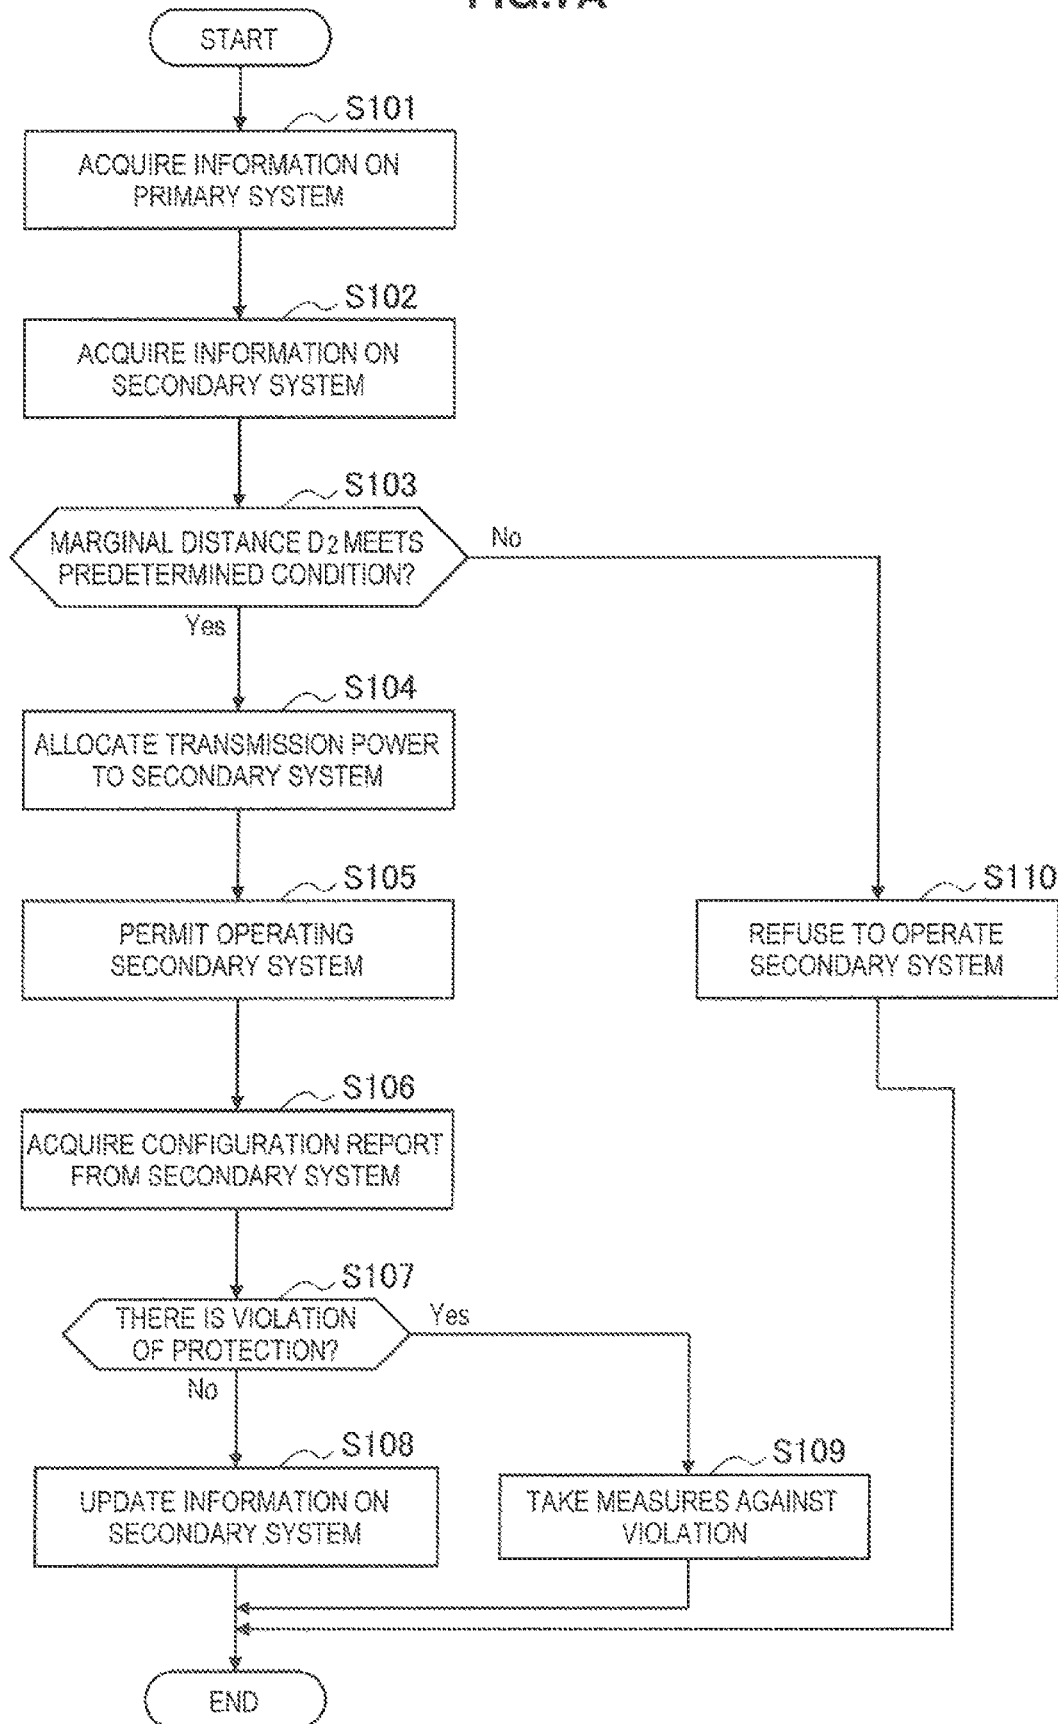 FIG.7A
START
S101
ACQUIRE INFORMATION ON
PRIMARY SYSTEM
S102
ACQUIRE INFORMATION ON
SECONDARY SYSTEM
S103
MARGINAL DISTANCE D2 MEETS
PREDETERMINED CONDITION?
No
Yes
S104
ALLOCATE TRANSMISSION POWER
TO SECONDARY SYSTEM
S105
PERMIT OPERATING
SECONDARY SYSTEM
S110
REFUSE TO OPERATE
SECONDARY SYSTEM
S106
ACQUIRE CONFIGURATION REPORT
FROM SECONDARY SYSTEM
S107
THERE IS VIOLATION
OF PROTECTION?
Yes
No
S108
UPDATE INFORMATION ON
SECONDARY SYSTEM
S109
TAKE MEASURES AGAINST
VIOLATION
END